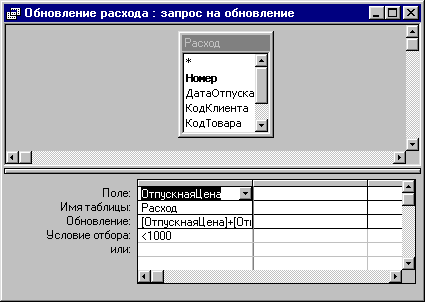 Обновление расхода : запрос на обновление
Расход
*
Номер
ДатаОтпуска
КодКлиента
КодТовара
Поле: ОтпускнаяЦена
Имя таблицы: Расход
Обновление: [ОтпускнаяЦена]+[Отп
Условие отбора: <1000
или: